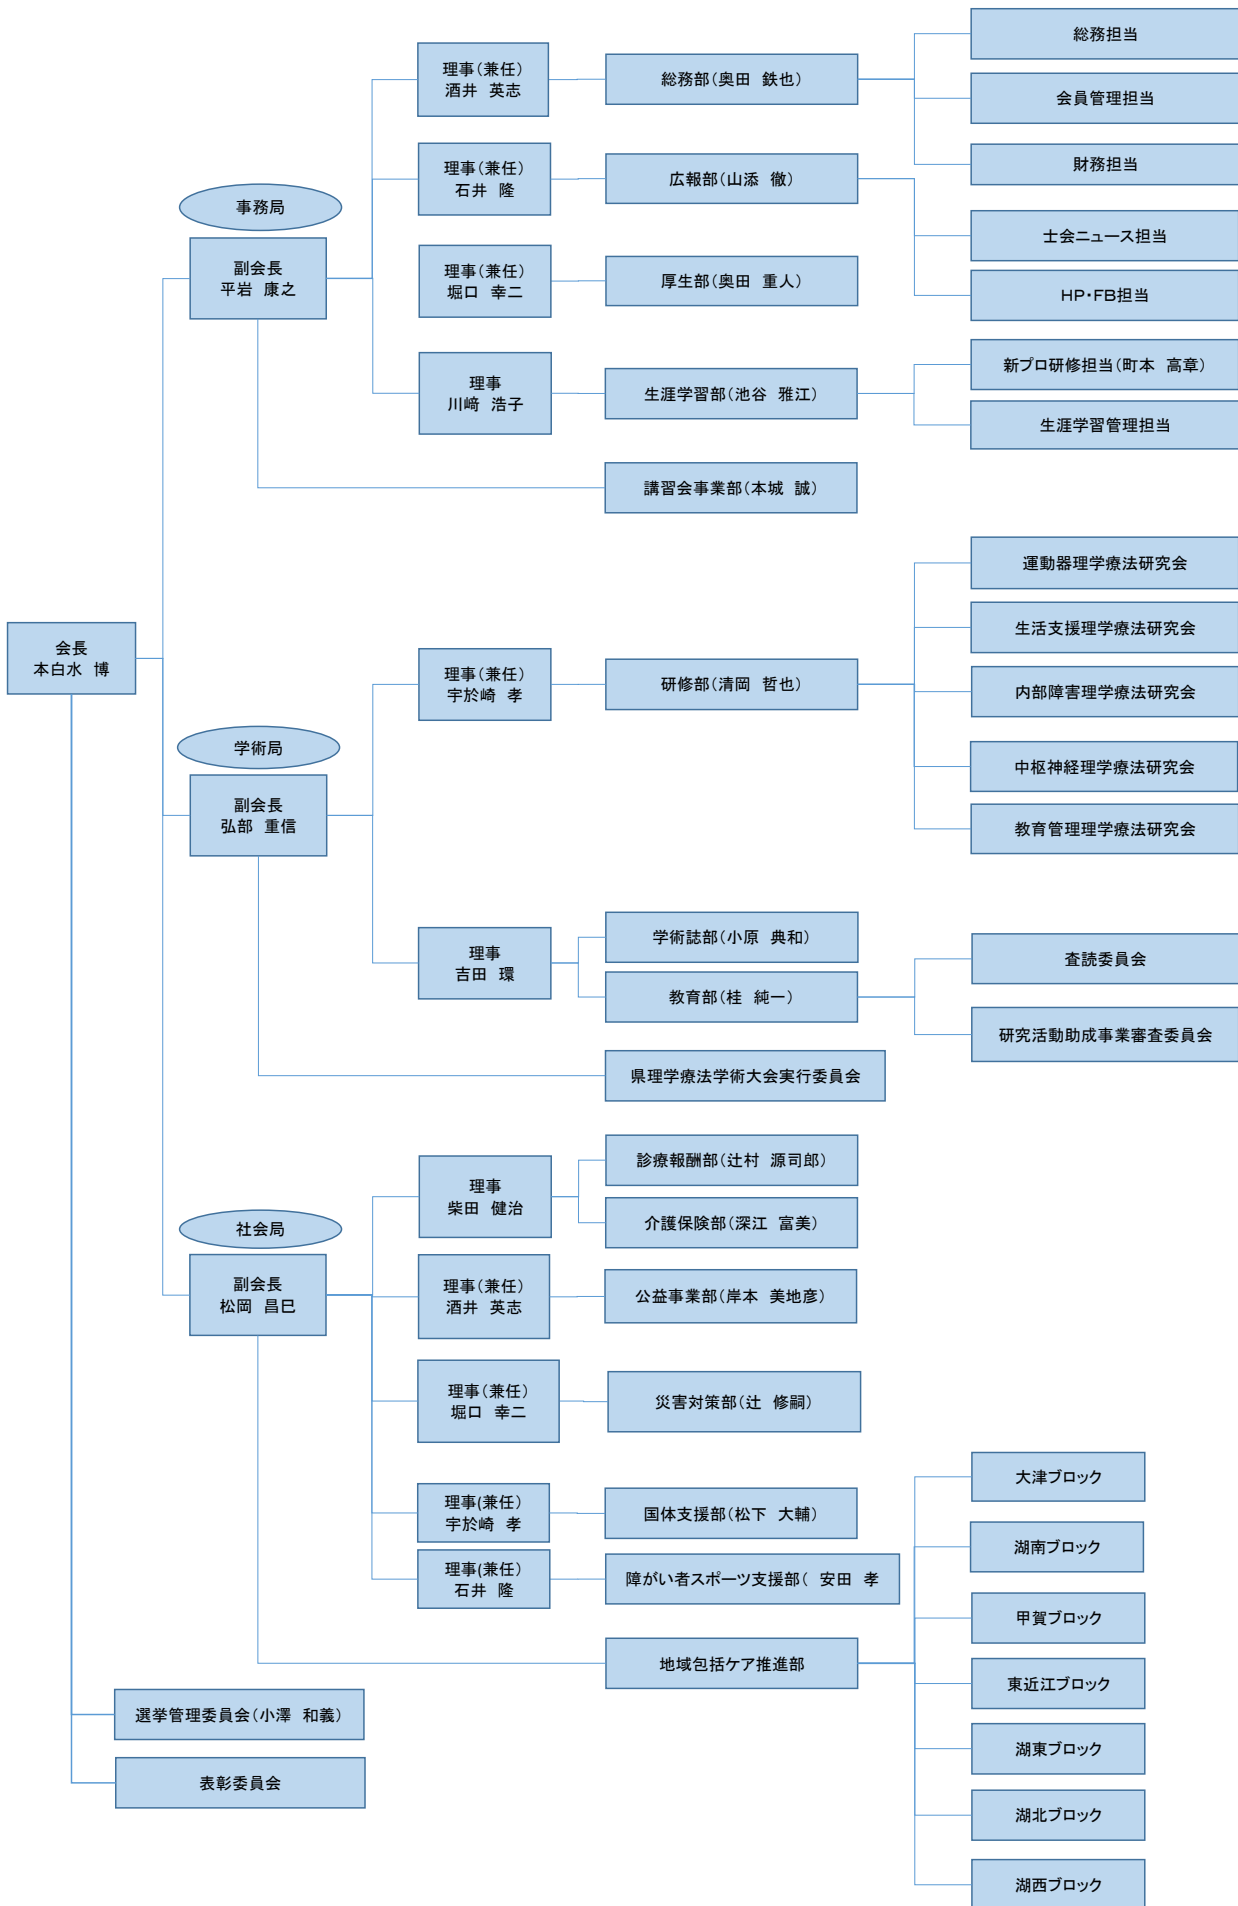 会長
本白水 博
事務局
副会長
平岩 康之
理事(兼任)
酒井 英志
総務部(奥田 鉄也)
総務担当
会員管理担当
財務担当
理事(兼任)
石井 隆
広報部(山添 徹)
士会ニュース担当
HP・FB担当
理事(兼任)
堀口 幸二
厚生部(奥田 重人)
理事
川﨑 浩子
生涯学習部(池谷 雅江)
新プロ研修担当(町本 高章)
生涯学習管理担当
講習会事業部(本城 誠)
学術局
副会長
弘部 重信
理事(兼任)
宇於崎 孝
研修部(清岡 哲也)
運動器理学療法研究会
生活支援理学療法研究会
内部障害理学療法研究会
中枢神経理学療法研究会
教育管理理学療法研究会
理事
吉田 環
学術誌部(小原 典和)
教育部(桂 純一)
査読委員会
研究活動助成事業審査委員会
県理学療法学術大会実行委員会
社会局
副会長
松岡 昌巳
理事
柴田 健治
診療報酬部(辻村 源司郎)
介護保険部(深江 富美)
理事(兼任)
酒井 英志
公益事業部(岸本 美地彦)
理事(兼任)
堀口 幸二
災害対策部(辻 修嗣)
理事(兼任)
宇於崎 孝
国体支援部(松下 大輔)
理事(兼任)
石井 隆
障がい者スポーツ支援部( 安田 孝
地域包括ケア推進部
大津ブロック
湖南ブロック
甲賀ブロック
東近江ブロック
湖東ブロック
湖北ブロック
湖西ブロック
選挙管理委員会(小澤 和義)
表彰委員会